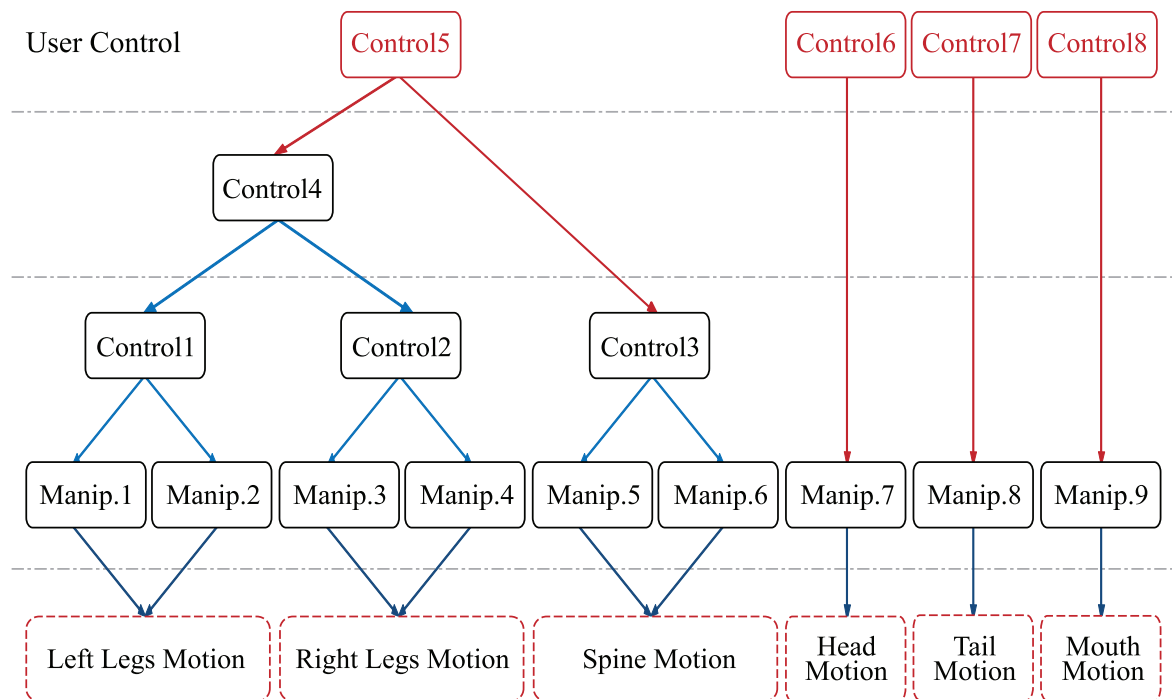 User Control
Control5
Control6
Control7
Control8
Control4
Control1
Control2
Control3
Manip.1
Manip.2
Manip.3
Manip.4
Manip.5
Manip.6
Manip.7
Manip.8
Manip.9
Left Legs Motion
Right Legs Motion
Spine Motion
Head
Motion
Tail
Motion
Mouth
Motion